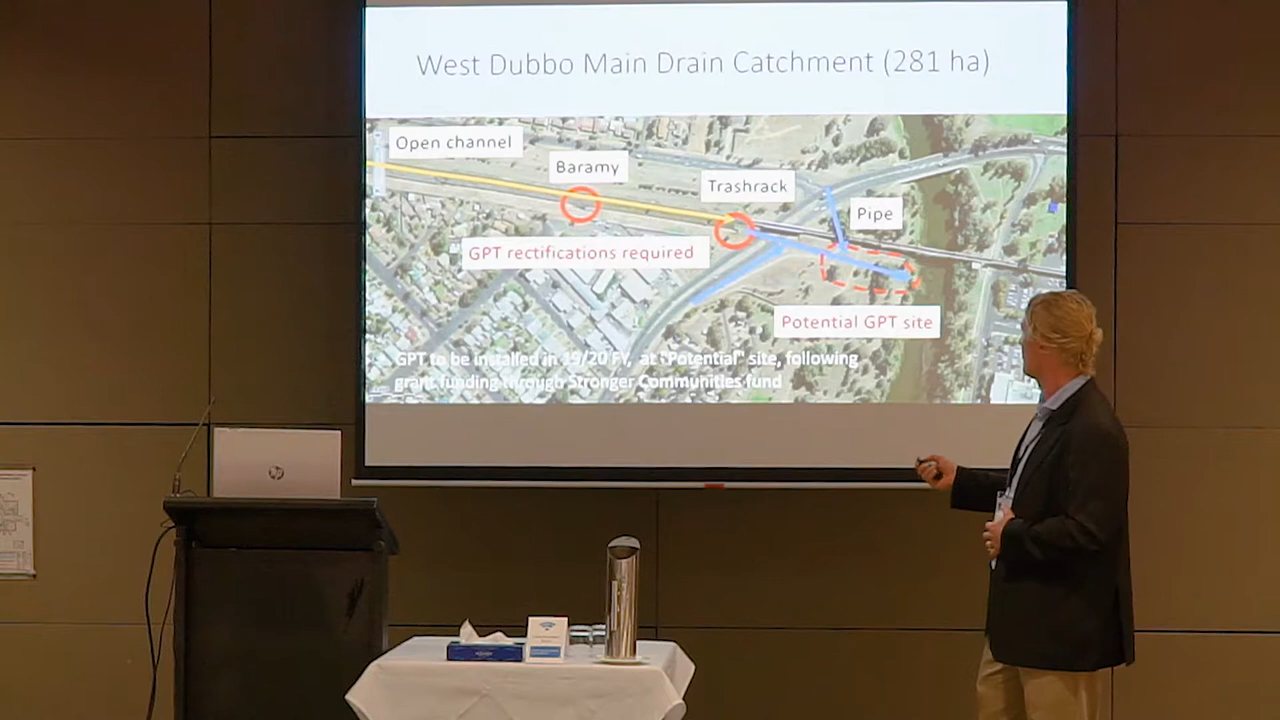 West Dubbo Main Drain Catchment (281 ha)
Open channel
Baramy
Trashrack
Pipe
GPT rectifications required
Potential GPT site
GPT to be installed in 19/20 FY, at "Potential" site, following
grant funding through Stronger Communities fund
hp